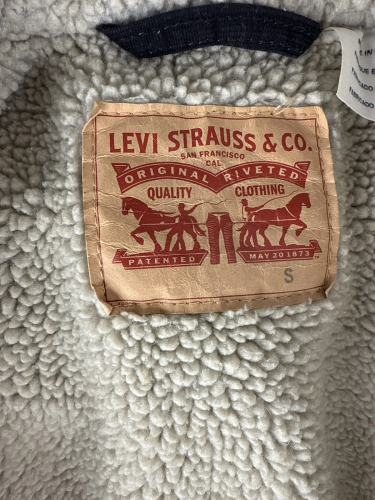 LEVI STRAUSS & CO.
SAN FRANCISCO
CAL.
ORIGINAL RIVETED
QUALITY CLOTHING
PATENTED MAY 20 1873
S